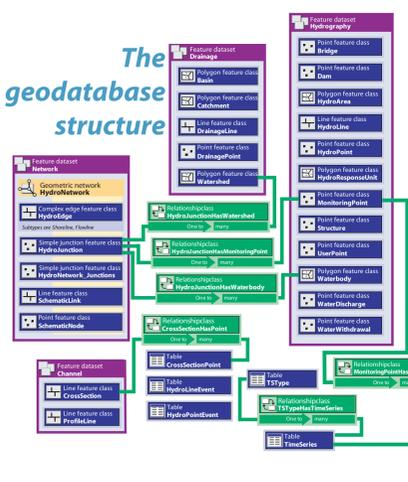 The
geodatabase
structure
Feature dataset
Drainage
Polygon feature class
Basin
Polygon feature class
Catchment
Line feature class
DrainageLine
Point feature class
DrainagePoint
Polygon feature class
Watershed
Feature dataset
Hydrography
Point feature class
Bridge
Point feature class
Dam
Polygon feature class
HydroArea
Line feature class
HydroLine
Point feature class
HydroPoint
Polygon feature class
HydroResponseUnit
Point feature class
MonitoringPoint
Point feature class
Structure
Point feature class
UserPoint
Polygon feature class
Waterbody
Point feature class
WaterDischarge
Point feature class
WaterWithdrawal
Feature dataset
Network
Geometric network
HydroNetwork
Complex edge feature class
HydroEdge
Subtypes are Shoreline, Flowline
Simple junction feature class
HydroJunction
Simple junction feature class
HydroNetwork_Junctions
Line feature class
SchematicLink
Point feature class
SchematicNode
Relationshipclass
HydroJunctionHasWatershed
One to many
Relationshipclass
HydroJunctionHasMonitoringPoint
One to many
Relationshipclass
HydroJunctionHasWaterbody
One to many
Relationshipclass
CrossSectionHasPoint
One to many
Feature dataset
Channel
Line feature class
CrossSection
Line feature class
ProfileLine
Table
CrossSectionPoint
Table
HydroLineEvent
Table
HydroPointEvent
Table
TSType
Relationshipclass
TSTypeHasTimeSeries
One to many
Table
TimeSeries
Relationshipclass
MonitoringPointHas
One to many